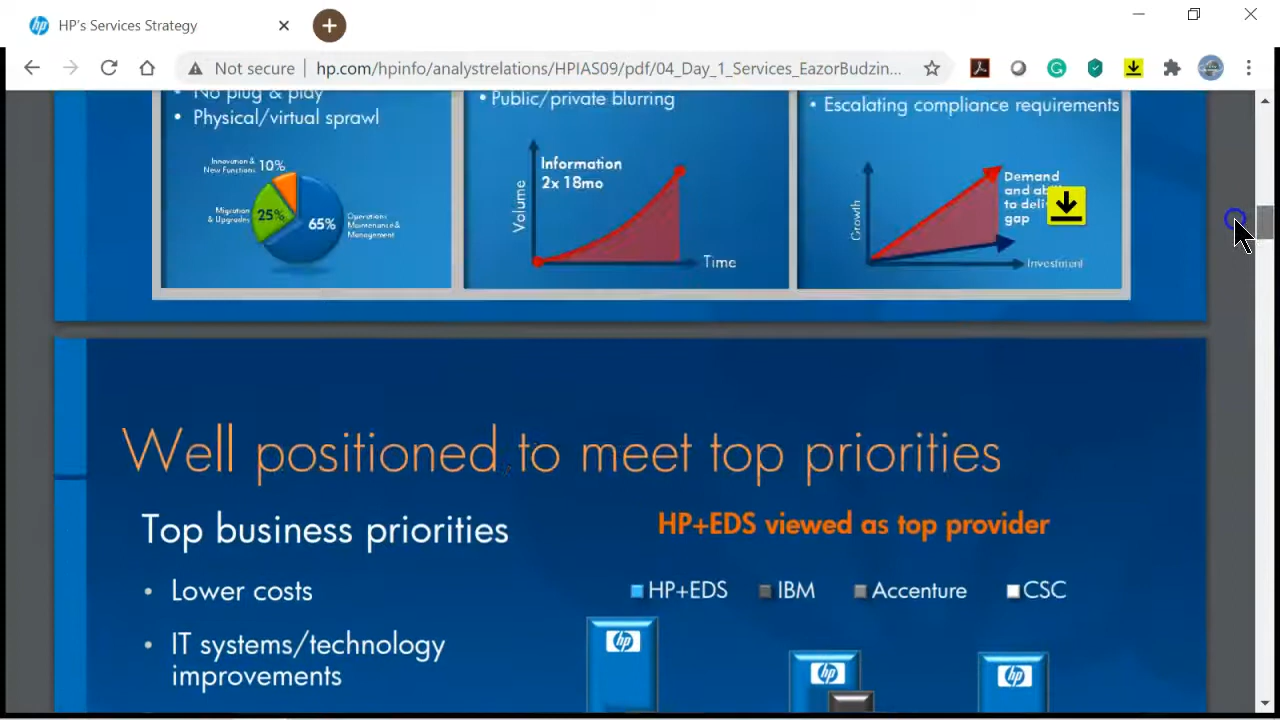 HP's Services Strategy
Not secure
hp.com/hpinfo/analystrelations/HPIAS09/pdf/04_Day_1_Services_EazorBudzin...
• No plug & play
• Physical/virtual sprawl
Innovation &
New Functions
10%
Migration
& Upgrades
25%
65%
Operations
Maintenance &
Management
• Public/private blurring
Information
2x 18mo
Volume
Time
• Escalating compliance requirements
Demand
and
to
gap
Growth
Investment
Well positioned to meet top priorities
Top business priorities
• Lower costs
• IT systems/technology
improvements
HP+EDS viewed as top provider
HP+EDS
IBM
Accenture
CSC
hp
hp
hp